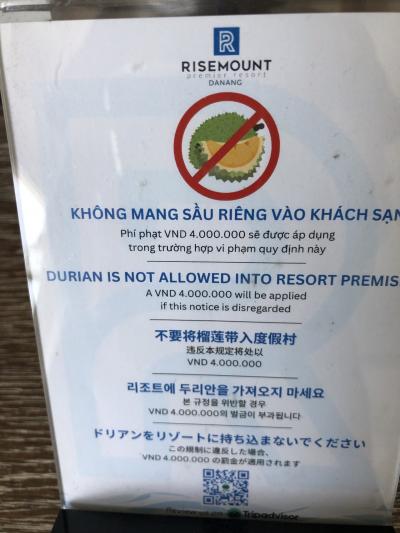 RISEMOUNT
premier resort
DANANG
KHÔNG MANG SẦU RIÊNG VÀO KHÁCH SẠN
Phí phạt VND 4.000.000 sẽ được áp dụng
trong trường hợp vi phạm quy định này
DURIAN IS NOT ALLOWED INTO RESORT PREMIS
A VND 4.000.000 will be applied
if this notice is disregarded
不要将榴莲带入度假村
违反本规定将处以
VND 4.000.000
리조트에 두리안을 가져오지 마세요
본 규정을 위반할 경우
VND 4.000.000의 벌금이 부과됩니다
ドリアンをリゾートに持ち込まないでください
この規制に違反した場合、
VND 4.000.000 の罰金が適用されます
Review us on Tripadvisor